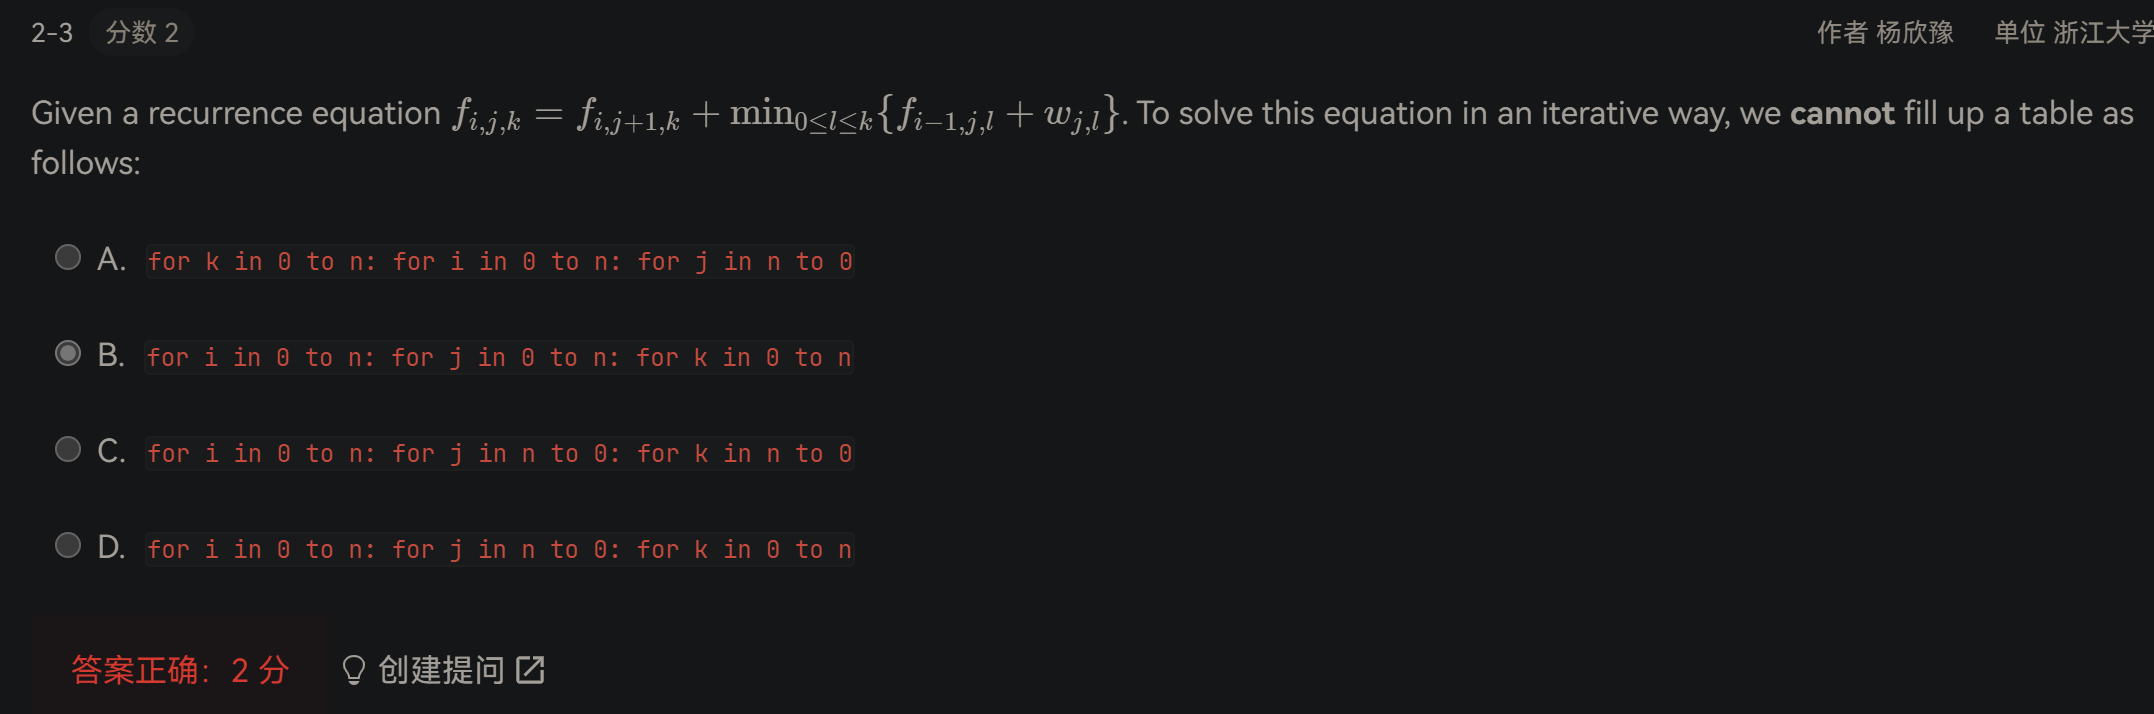 2-3 分数 2 作者 杨欣豫 单位 浙江大学
Given a recurrence equation $f_{i,j,k} = f_{i,j+1,k} + \min_{0\leq l\leq k}\{f_{i-1,j,l} + w_{j,l}\}$. To solve this equation in an iterative way, we cannot fill up a table as
follows:
A. for k in 0 to n: for i in 0 to n: for j in n to 0
B. for i in 0 to n: for j in 0 to n: for k in 0 to n
C. for i in 0 to n: for j in n to 0: for k in n to 0
D. for i in 0 to n: for j in n to 0: for k in 0 to n
答案正确: 2 分 创建提问